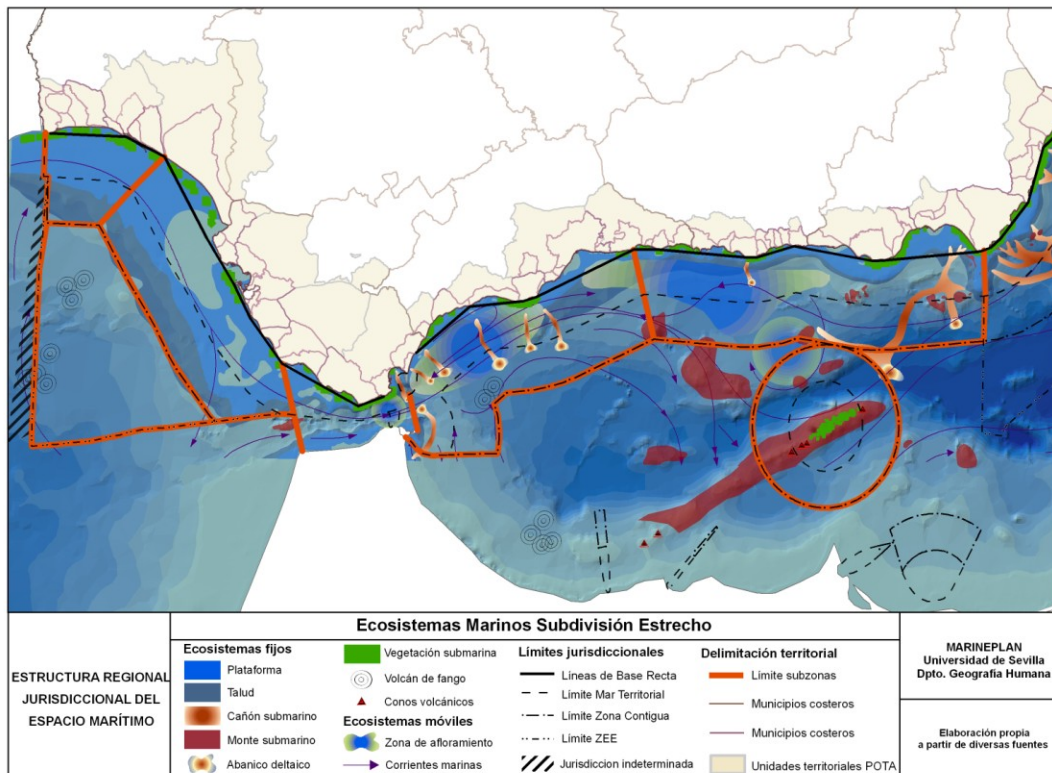 ESTRUCTURA REGIONAL
JURISDICCIONAL DEL
ESPACIO MARÍTIMO
Ecosistemas Marinos Subdivisión Estrecho
Ecosistemas fijos
Plataforma
Talud
Cañón submarino
Monte submarino
Abanico deltaico
Vegetación submarina
Volcán de fango
Conos volcánicos
Ecosistemas móviles
Zona de afloramiento
Corrientes marinas
Límites jurisdiccionales
Líneas de Base Recta
Límite Mar Territorial
Límite Zona Contigua
Límite ZEE
Jurisdiccion indeterminada
Delimitación territorial
Límite subzonas
Municipios costeros
Municipios costeros
Unidades territoriales POTA
MARINEPLAN
Universidad de Sevilla
Dpto. Geografía Humana
Elaboración propia
a partir de diversas fuentes